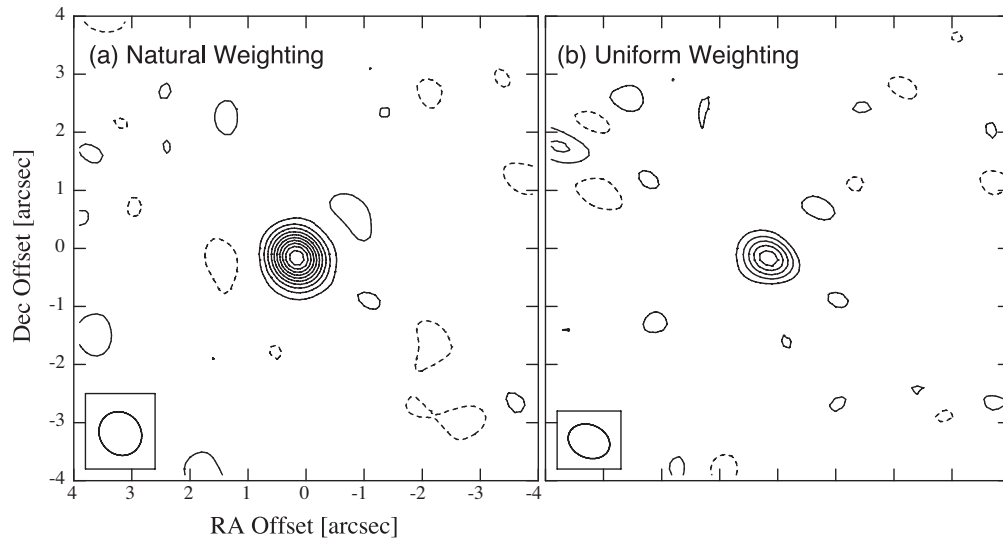 (a) Natural Weighting
(b) Uniform Weighting
4
3
2
1
0
-1
-2
-3
-4
Dec Offset [arcsec]
4 3 2 1 0 -1 -2 -3 -4
RA Offset [arcsec]